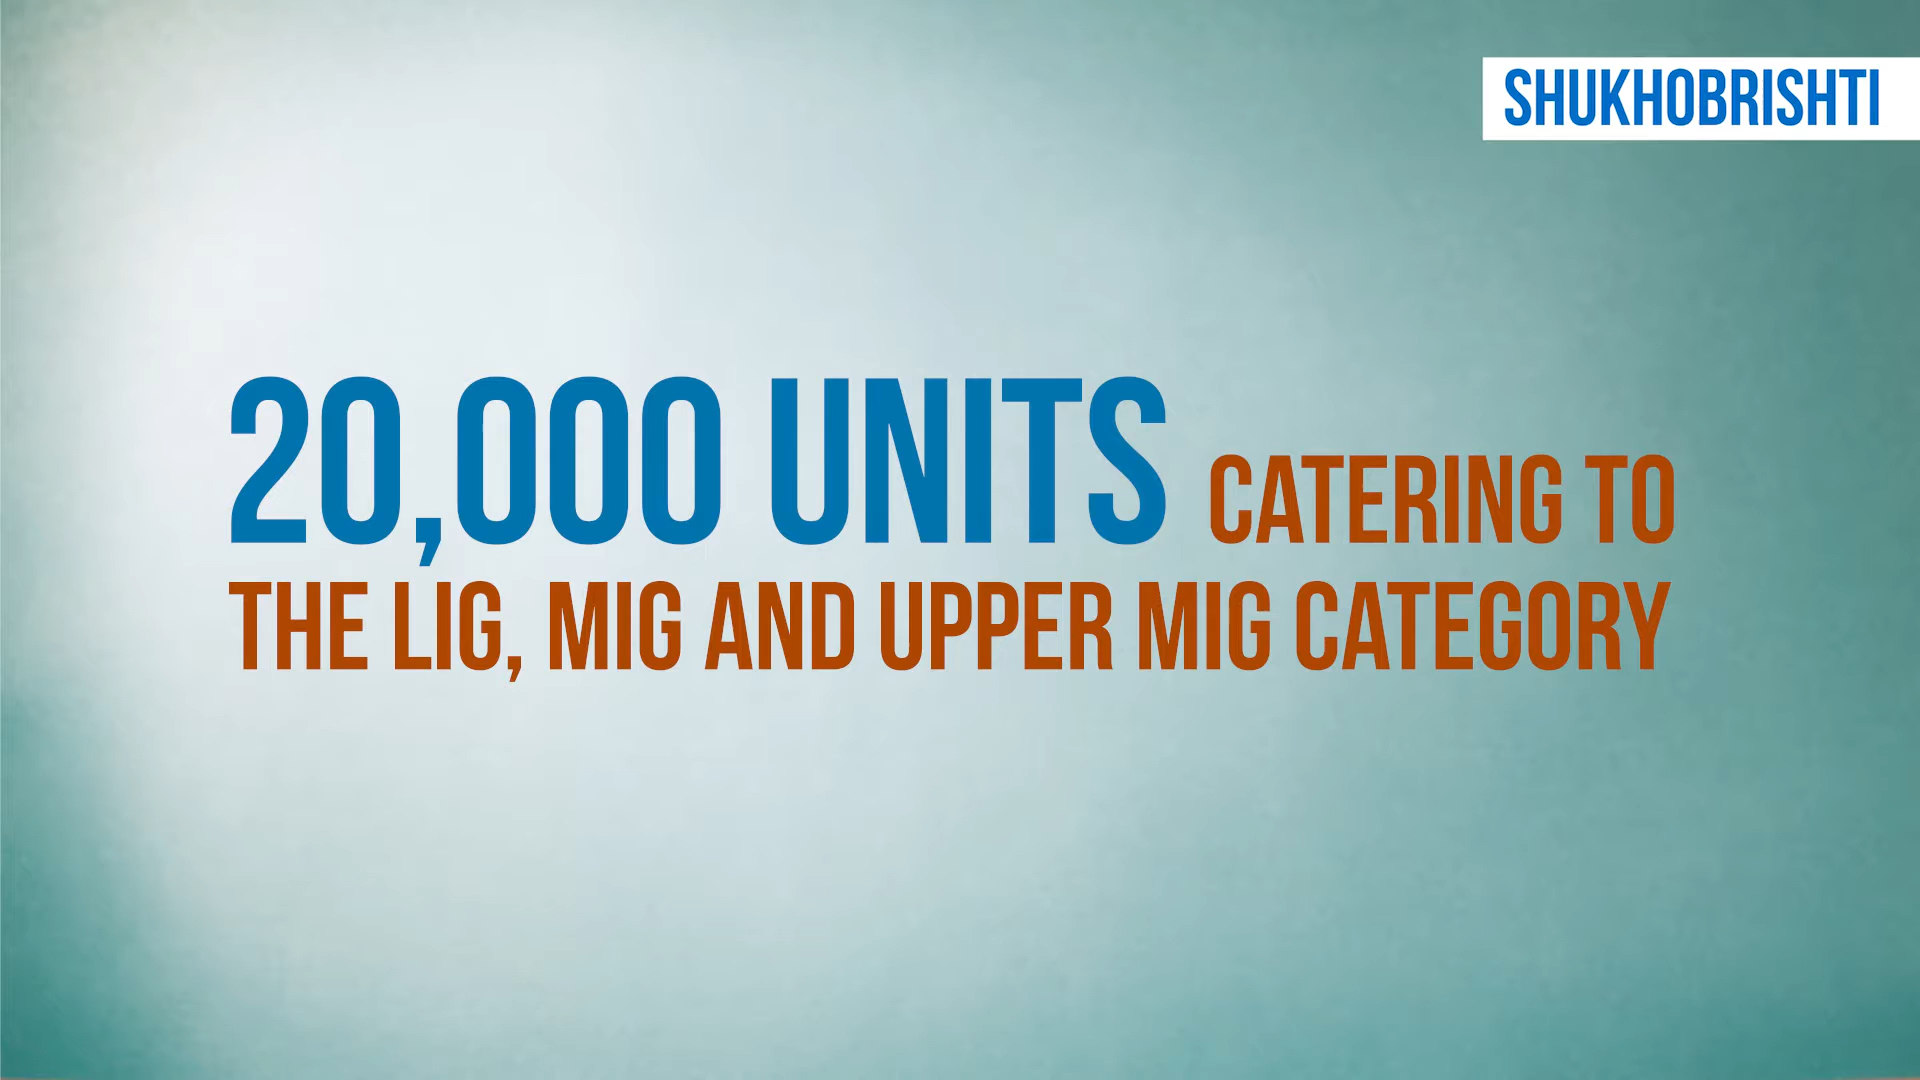 SHUKHOBRISHTI
20,000 UNITS CATERING TO
THE LIG, MIG AND UPPER MIG CATEGORY